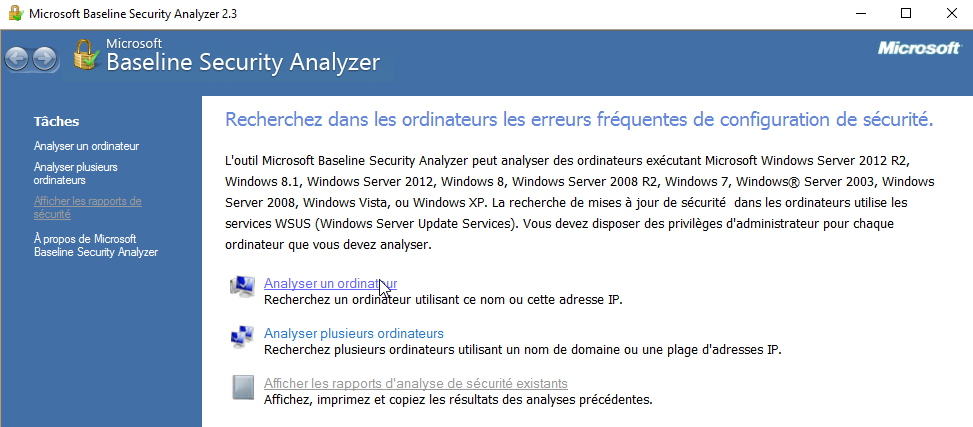 Microsoft Baseline Security Analyzer 2.3
Microsoft
Baseline Security Analyzer
Microsoft
Tâches
Analyser un ordinateur
Analyser plusieurs
ordinateurs
Afficher les rapports de
sécurité
À propos de Microsoft
Baseline Security Analyzer
Recherchez dans les ordinateurs les erreurs fréquentes de configuration de sécurité.
L'outil Microsoft Baseline Security Analyzer peut analyser des ordinateurs exécutant Microsoft Windows Server 2012 R2,
Windows 8.1, Windows Server 2012, Windows 8, Windows Server 2008 R2, Windows 7, Windows® Server 2003, Windows
Server 2008, Windows Vista, ou Windows XP. La recherche de mises à jour de sécurité dans les ordinateurs utilise les
services WSUS (Windows Server Update Services). Vous devez disposer des privilèges d'administrateur pour chaque
ordinateur que vous devez analyser.
Analyser un ordinateur
Recherchez un ordinateur utilisant ce nom ou cette adresse IP.
Analyser plusieurs ordinateurs
Recherchez plusieurs ordinateurs utilisant un nom de domaine ou une plage d'adresses IP.
Afficher les rapports d'analyse de sécurité existants
Affichez, imprimez et copiez les résultats des analyses précédentes.